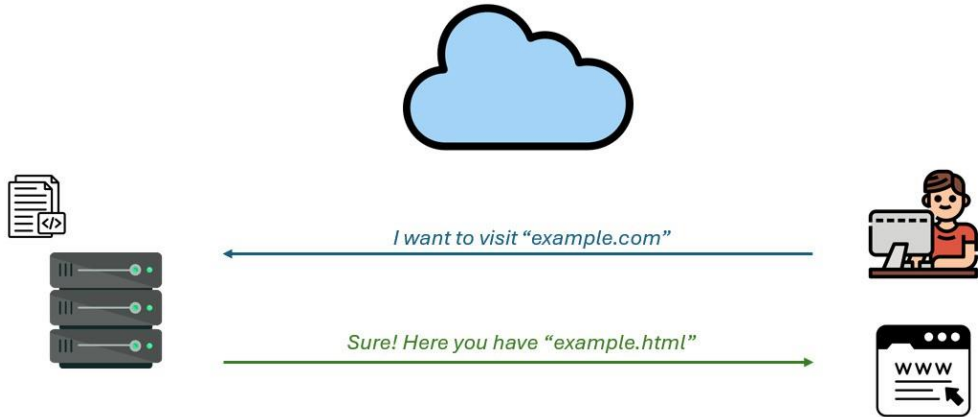 </>
I want to visit “example.com”
Sure! Here you have “example.html”
WWW